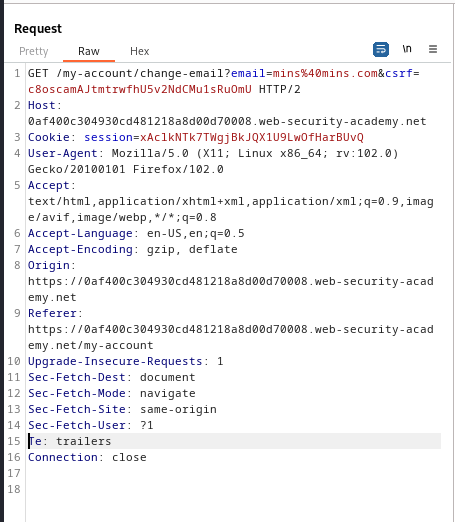 Request
Pretty Raw Hex
\n
1 GET /my-account/change-email?email=mins%40mins.com&csrf=
c8oscamAJtmtrwfhU5v2NdCMu1sRuOmU HTTP/2
2 Host:
0af400c304930cd481218a8d00d70008.web-security-academy.net
3 Cookie: session=xAclkNTk7TWgjBkJQX1U9LwOfHarBUvQ
4 User-Agent: Mozilla/5.0 (X11; Linux x86_64; rv:102.0)
Gecko/20100101 Firefox/102.0
5 Accept:
text/html,application/xhtml+xml,application/xml;q=0.9,imag
e/avif,image/webp,*/*;q=0.8
6 Accept-Language: en-US,en;q=0.5
7 Accept-Encoding: gzip, deflate
8 Origin:
https://0af400c304930cd481218a8d00d70008.web-security-acad
emy.net
9 Referer:
https://0af400c304930cd481218a8d00d70008.web-security-acad
emy.net/my-account
10 Upgrade-Insecure-Requests: 1
11 Sec-Fetch-Dest: document
12 Sec-Fetch-Mode: navigate
13 Sec-Fetch-Site: same-origin
14 Sec-Fetch-User: ?1
15 Te: trailers
16 Connection: close
17
18